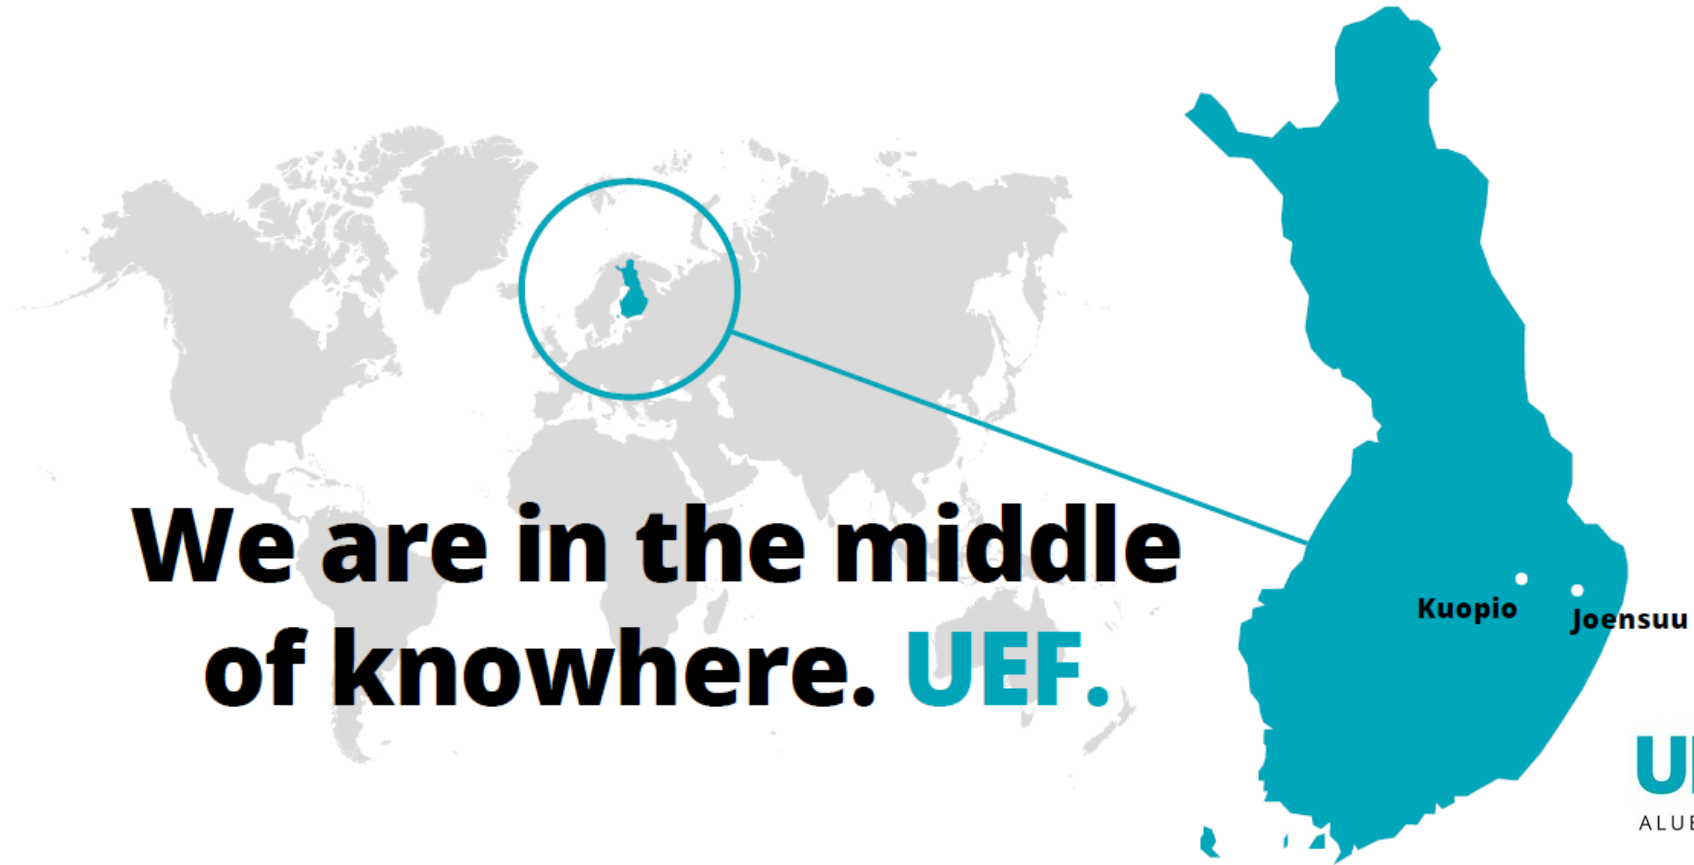 We are in the middle
of knowhere. UEF.
Kuopio
Joensuu